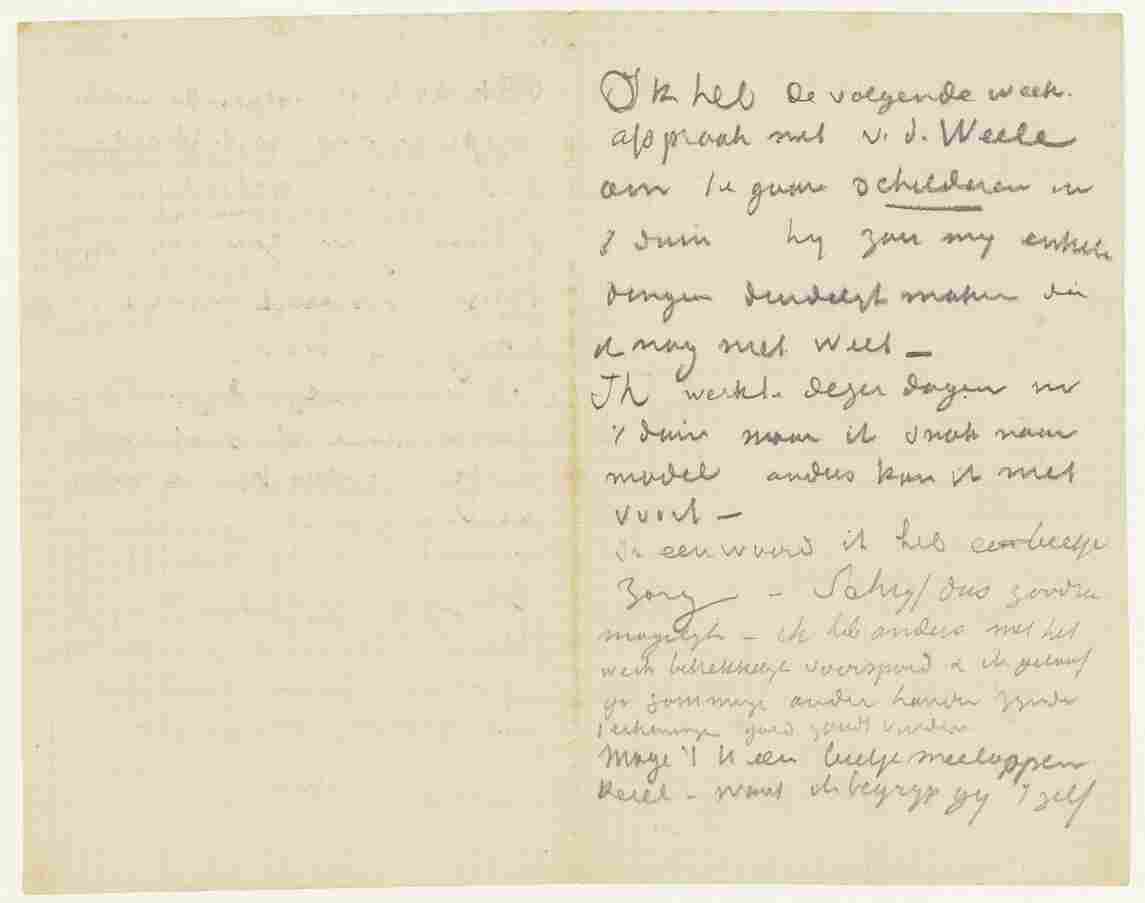 Ik heb de volgende week
afspraak met v. d. Weele
om te gaan schilderen in
't duin hy zou my enkele
dingen duidelyk maken die
ik nog niet weet —
Ik werkte dezer dagen in
't duin maar ik snak naar
model anders kan ik niet
voort —
In een woord ik heb een beetje
zorg — Schryf dus zoodra
mogelyk — ik heb anders met het
werk betrekkelyk voorspoed & ik geloof
ge sommige onder handen zynde
teekeningen goed zoudt vinden
Moge 't U een beetje meeloopen
kerel — want ik begryp gy 't zelf